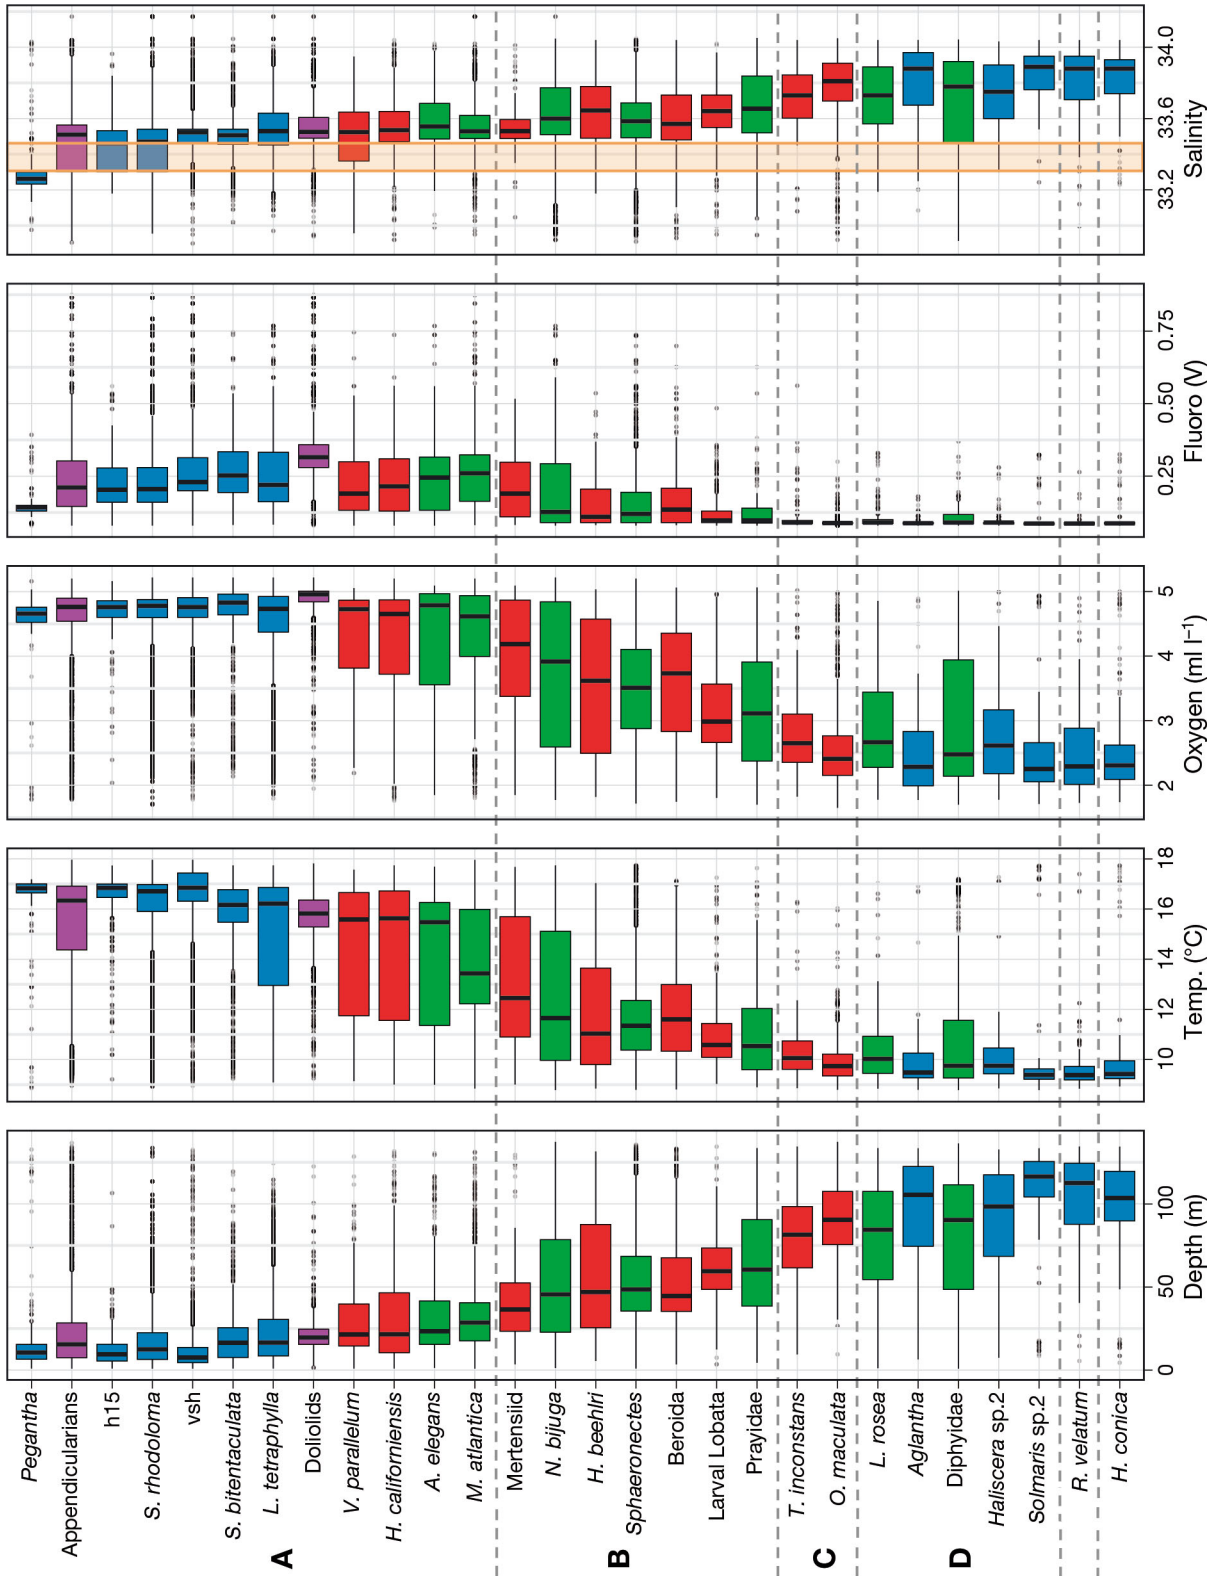 Pegantha
Appendicularians
h15
S. rhodoloma
vsh
S. bitentaculata
L. tetraphylla
Doliolids
V. paralleum
H. californiensis
A. elegans
M. atlantica
Mertensiid
N. bijuga
H. beehlri
Sphaeronectes
Beroida
Larval Lobata
Prayidae
T. inconstans
O. maculata
L. rosea
Aglantha
Diphyidae
Haliscera sp.2
Solmaris sp.2
R. velatum
H. conica
A
B
C
D
0 50 100
Depth (m)
10 12 14 16 18
Temp. (°C)
2 3 4 5
Oxygen (ml l⁻¹)
0.25 0.50 0.75
Fluoro (V)
33.2 33.6 34.0
Salinity